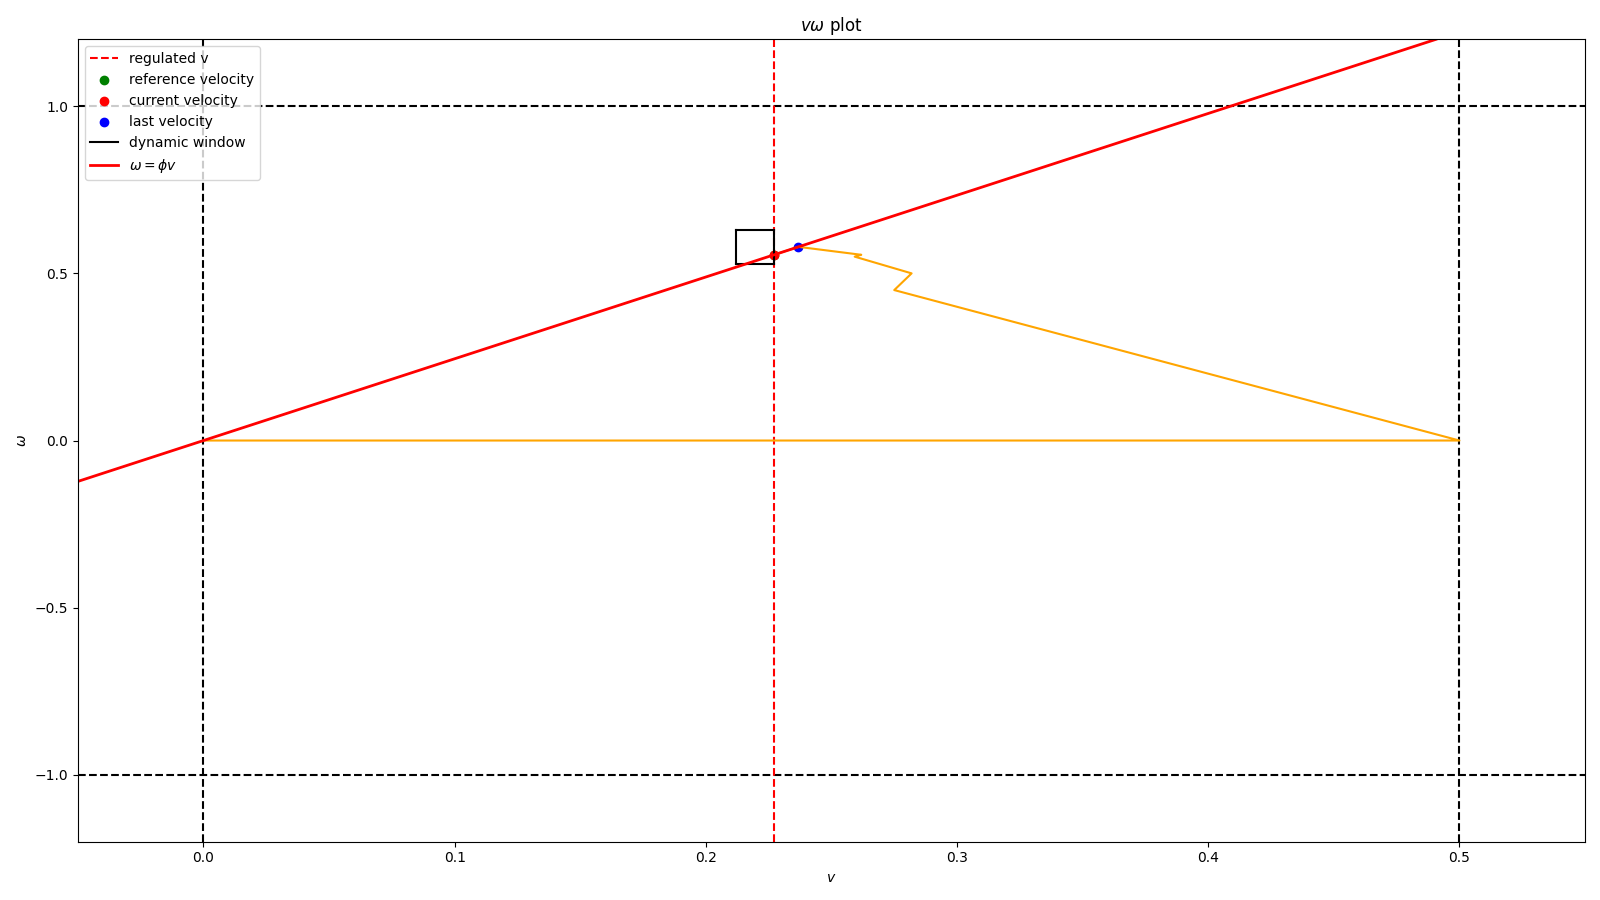 vω plot
regulated v
reference velocity
current velocity
last velocity
dynamic window
ω = ϕv
1.0
0.5
0.0
−0.5
−1.0
ω
0.0 0.1 0.2 0.3 0.4 0.5
v